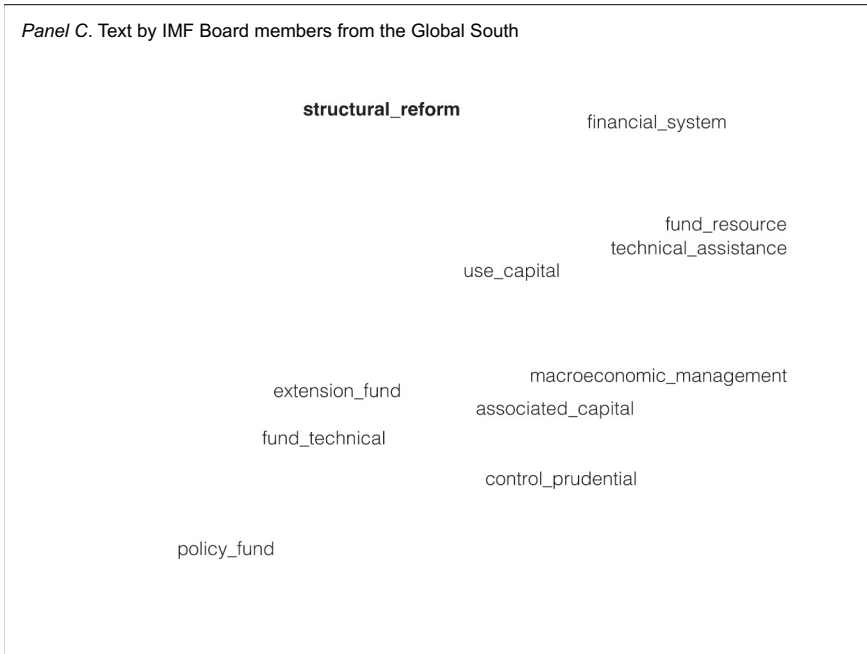 Panel C. Text by IMF Board members from the Global South
structural_reform
financial_system
fund_resource
technical_assistance
use_capital
macroeconomic_management
extension_fund
associated_capital
fund_technical
control_prudential
policy_fund